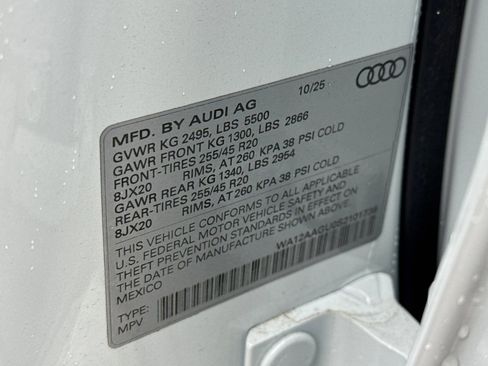 MFD. BY AUDI AG 10/25
GVWR KG 2495, LBS 5500
GAWR FRONT KG 1300, LBS 2866
FRONT-TIRES 255/45 R20
8JX20 RIMS, AT 260 KPA 38 PSI COLD
GAWR REAR KG 1340, LBS 2954
REAR-TIRES 255/45 R20
8JX20 RIMS, AT 260 KPA 38 PSI COLD
THIS VEHICLE CONFORMS TO ALL APPLICABLE
U.S. FEDERAL MOTOR VEHICLE SAFETY AND
THEFT PREVENTION STANDARDS IN EFFECT ON
THE DATE OF MANUFACTURE SHOWN ABOVE.
MEXICO
TYPE:
MPV